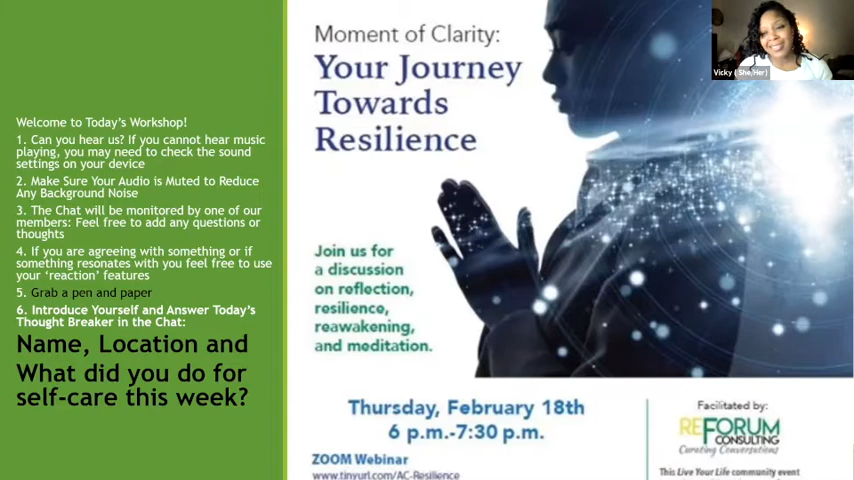 Welcome to Today's Workshop!
1. Can you hear us? If you cannot hear music
playing, you may need to check the sound
settings on your device
2. Make Sure Your Audio is Muted to Reduce
Any Background Noise
3. The Chat will be monitored by one of our
members: Feel free to add any questions or
thoughts
4. If you are agreeing with something or if
something resonates with you feel free to use
your 'reaction' features
5. Grab a pen and paper
6. Introduce Yourself and Answer Today's
Thought Breaker in the Chat:
Name, Location and
What did you do for
self-care this week?
Moment of Clarity:
Your Journey
Towards
Resilience
Join us for
a discussion
on reflection,
resilience,
reawakening,
and meditation.
Thursday, February 18th
6 p.m.-7:30 p.m.
ZOOM Webinar
www.tinyurl.com/AC-Resilience
Facilitated by:
REFORUM
CONSULTING
Curating Conversations
This Live Your Life community event
Vicky ( She/Her)